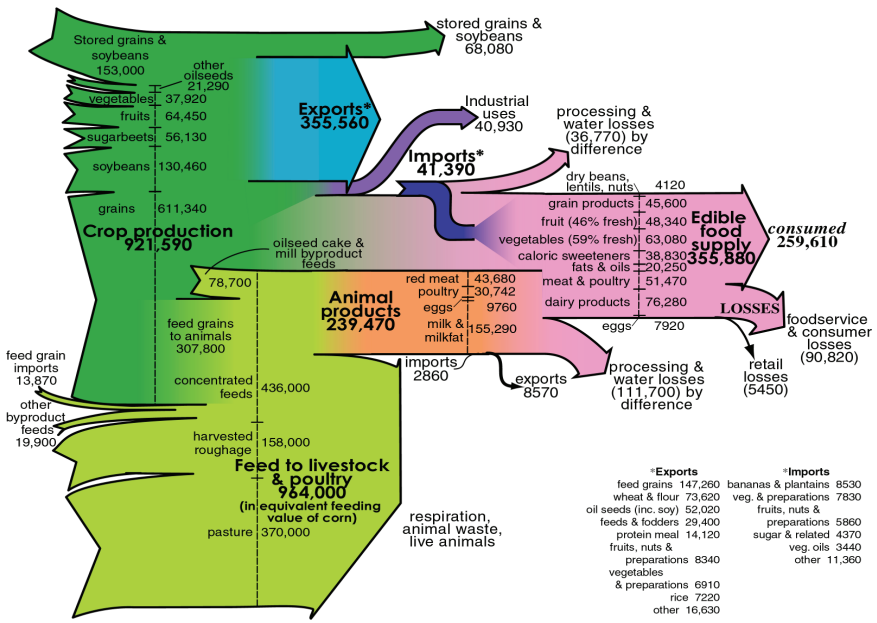 stored grains &
soybeans
68,080
Stored grains &
soybeans
153,000
other
oilseeds
21,290
vegetables 37,920
fruits 64,450
sugarbeets 56,130
soybeans 130,460
grains 611,340
Crop production
921,590
Exports*
355,560
Industrial
uses
40,930
Imports*
41,390
processing &
water losses
(36,770) by
difference
dry beans,
lentils, nuts 4120
grain products 45,600
fruit (46% fresh) 48,340
vegetables (59% fresh) 63,080
caloric sweeteners 38,830
fats & oils 20,250
meat & poultry 51,470
dairy products 76,280
eggs 7920
Edible
food
supply
355,880
consumed
259,610
LOSSES
foodservice
& consumer
losses
(90,820)
retail
losses
(5450)
oilseed cake &
mill byproduct
feeds
78,700
feed grains
to animals
307,800
Animal
products
239,470
red meat 43,680
poultry 30,742
eggs 9760
milk &
milkfat 155,290
imports
2860
exports
8570
processing &
water losses
(111,700) by
difference
feed grain
imports
13,870
other
byproduct
feeds
19,900
concentrated
feeds 436,000
harvested
roughage 158,000
Feed to livestock
& poultry
964,000
(in equivalent feeding
value of corn)
pasture 370,000
respiration,
animal waste,
live animals
*Exports
feed grains 147,260
wheat & flour 73,620
oil seeds (inc. soy) 52,020
feeds & fodders 29,400
protein meal 14,120
fruits, nuts &
preparations 8340
vegetables
& preparations 6910
rice 7220
other 16,630
*Imports
bananas & plantains 8530
veg. & preparations 7830
fruits, nuts &
preparations 5860
sugar & related 4370
veg. oils 3440
other 11,360